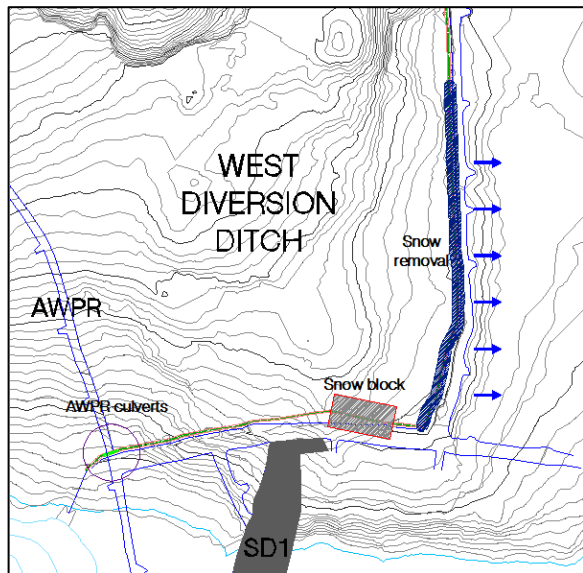 WEST
DIVERSION
DITCH
Snow
removal
AWPR
Snow block
AWPR culverts
SD1